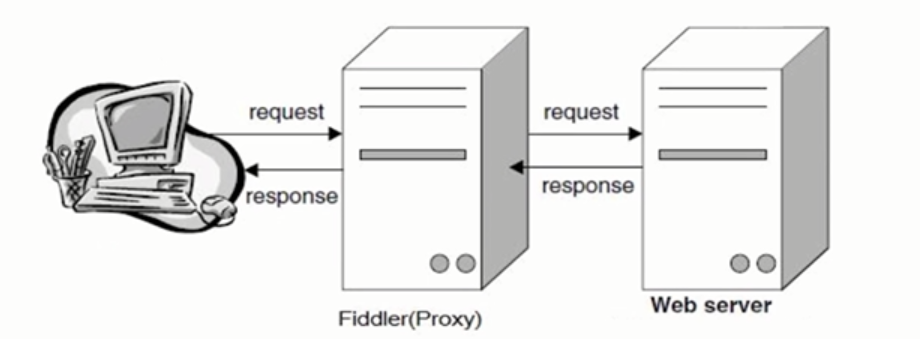 request
request
response
response
Fiddler(Proxy)
Web server